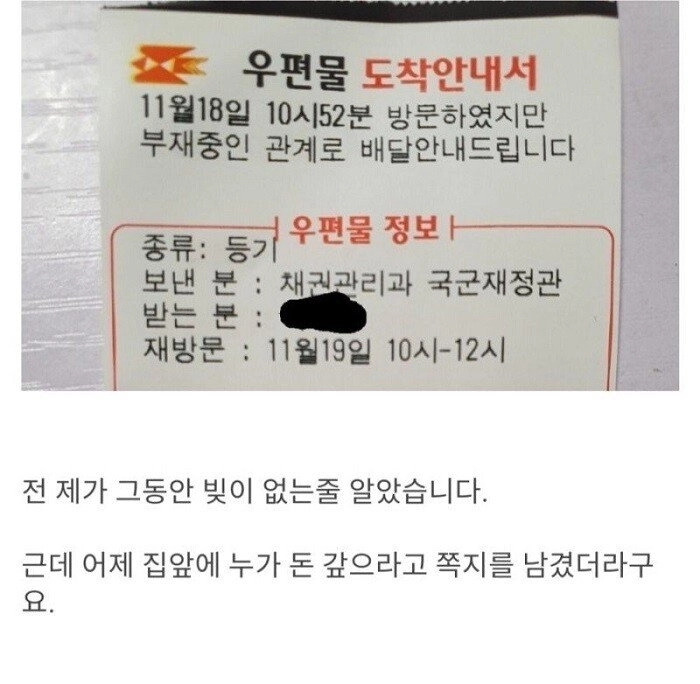 우편물 도착안내서
11월18일 10시52분 방문하였지만
부재중인 관계로 배달안내드립니다
우편물 정보
종류: 등기
보낸 분 : 채권관리과 국군재정관
받는 분 :
재방문 : 11월19일 10시-12시
전 제가 그동안 빚이 없는줄 알았습니다.
근데 어제 집앞에 누가 돈 갚으라고 쪽지를 남겼더라구
요.